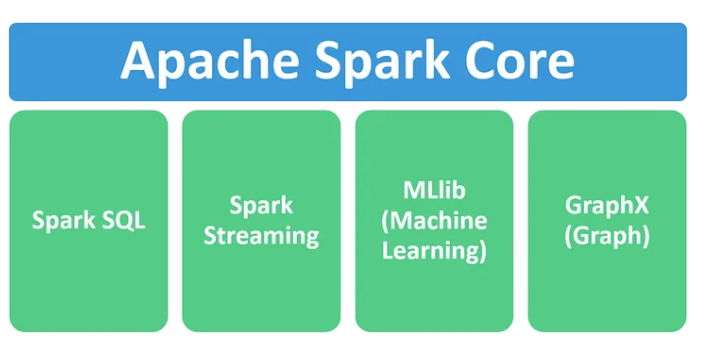 Apache Spark Core
Spark SQL
Spark
Streaming
MLlib
(Machine
Learning)
GraphX
(Graph)